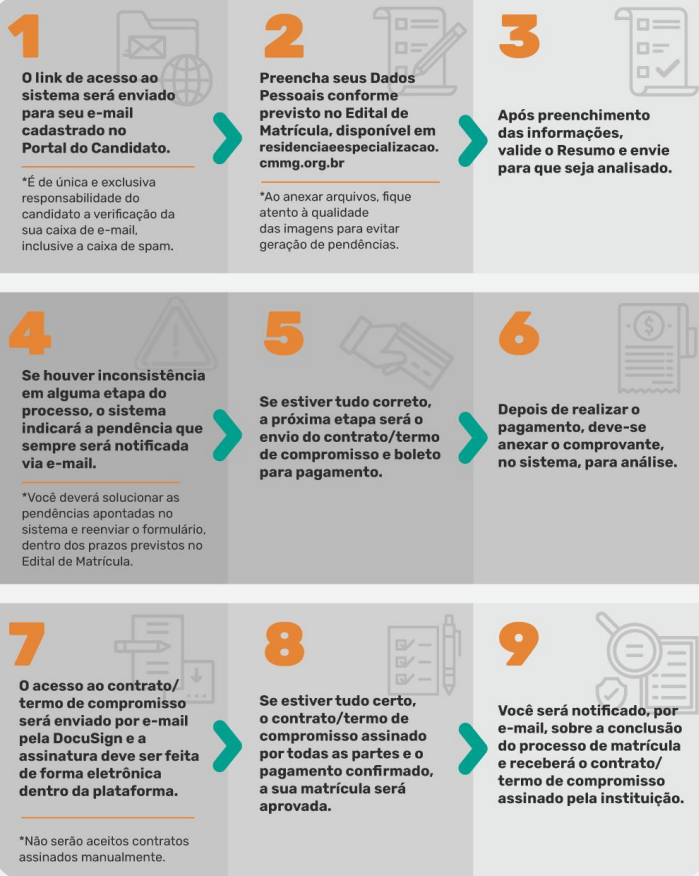 1
O link de acesso ao
sistema será enviado
para seu e-mail
cadastrado no
Portal do Candidato.
*É de única e exclusiva
responsabilidade do
candidato a verificação da
sua caixa de e-mail,
inclusive a caixa de spam.
2
Preencha seus Dados
Pessoais conforme
previsto no Edital de
Matrícula, disponível em
residenciaeespecializacao.
cmmg.org.br
*Ao anexar arquivos, fique
atento à qualidade
das imagens para evitar
geração de pendências.
3
Após preenchimento
das informações,
valide o Resumo e envie
para que seja analisado.
4
Se houver inconsistência
em alguma etapa do
processo, o sistema
indicará a pendência que
sempre será notificada
via e-mail.
*Você deverá solucionar as
pendências apontadas no
sistema e reenviar o formulário,
dentro dos prazos previstos no
Edital de Matrícula.
5
Se estiver tudo correto,
a próxima etapa será o
envio do contrato/termo
de compromisso e boleto
para pagamento.
6
$
Depois de realizar o
pagamento, deve-se
anexar o comprovante,
no sistema, para análise.
7
O acesso ao contrato/
termo de compromisso
será enviado por e-mail
pela DocuSign e a
assinatura deve ser feita
de forma eletrônica
dentro da plataforma.
*Não serão aceitos contratos
assinados manualmente.
8
Se estiver tudo certo,
o contrato/termo de
compromisso assinado
por todas as partes e o
pagamento confirmado,
a sua matrícula será
aprovada.
9
Você será notificado, por
e-mail, sobre a conclusão
do processo de matrícula
e receberá o contrato/
termo de compromisso
assinado pela instituição.